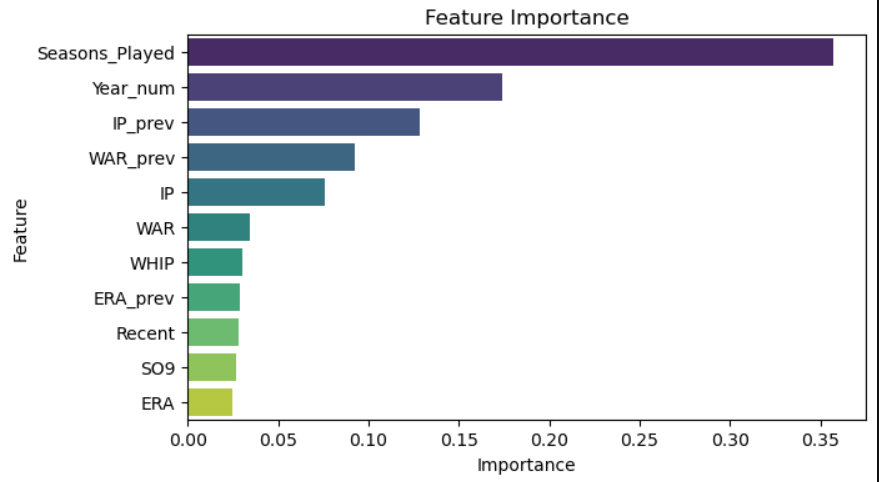 Feature Importance
Seasons_Played
Year_num
IP_prev
WAR_prev
IP
WAR
WHIP
ERA_prev
Recent
SO9
ERA
Feature
0.00 0.05 0.10 0.15 0.20 0.25 0.30 0.35
Importance